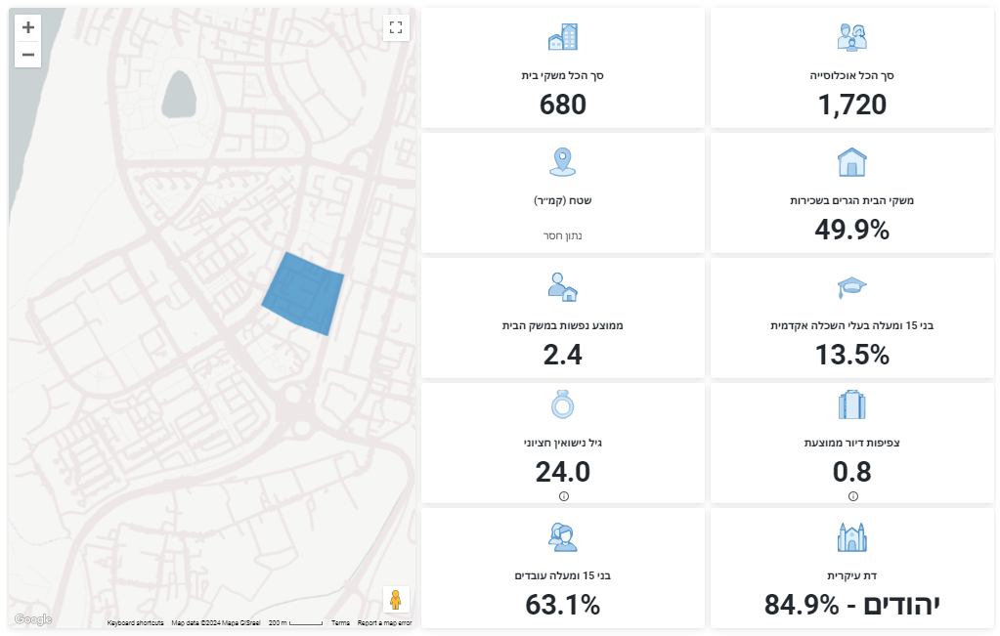 סך הכל אוכלוסייה
1,720
סך הכל משקי בית
680
משקי הבית הגרים בשכירות
49.9%
שטח (קמ״ר)
נתון חסר
בני 15 ומעלה בעלי השכלה אקדמית
13.5%
ממוצע נפשות במשק הבית
2.4
צפיפות דיור ממוצעת
0.8
גיל נישואין חציוני
24.0
דת עיקרית
יהודים - 84.9%
בני 15 ומעלה עובדים
63.1%
Google
Keyboard shortcuts
Map data ©2024 Mapa GISrael
200 m
Terms
Report a map error